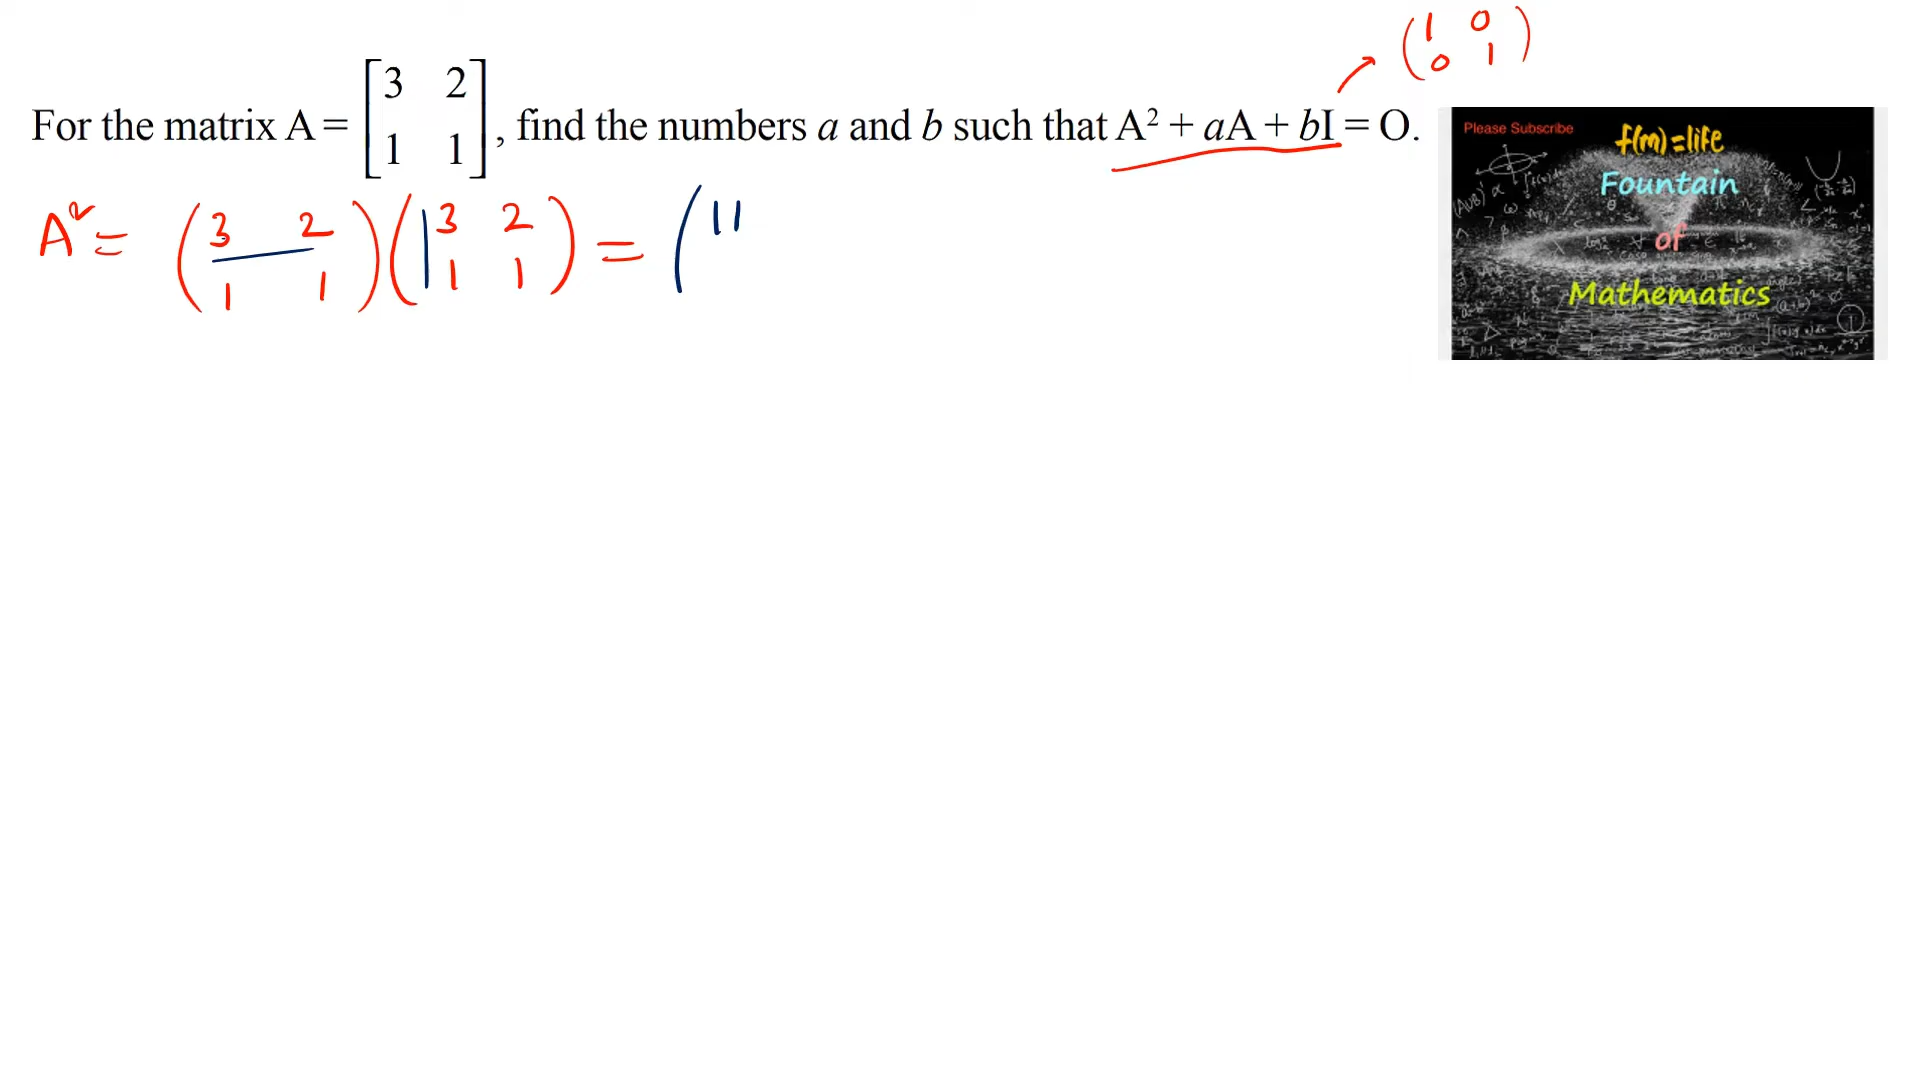 (1 0
0 1)
For the matrix A = [3 2
1 1], find the numbers a and b such that A² + aA + bI = O.
A² = (3 2
1 1)(3 2
1 1) = (11
Please Subscribe
f(m)=life
Fountain
of
Mathematics